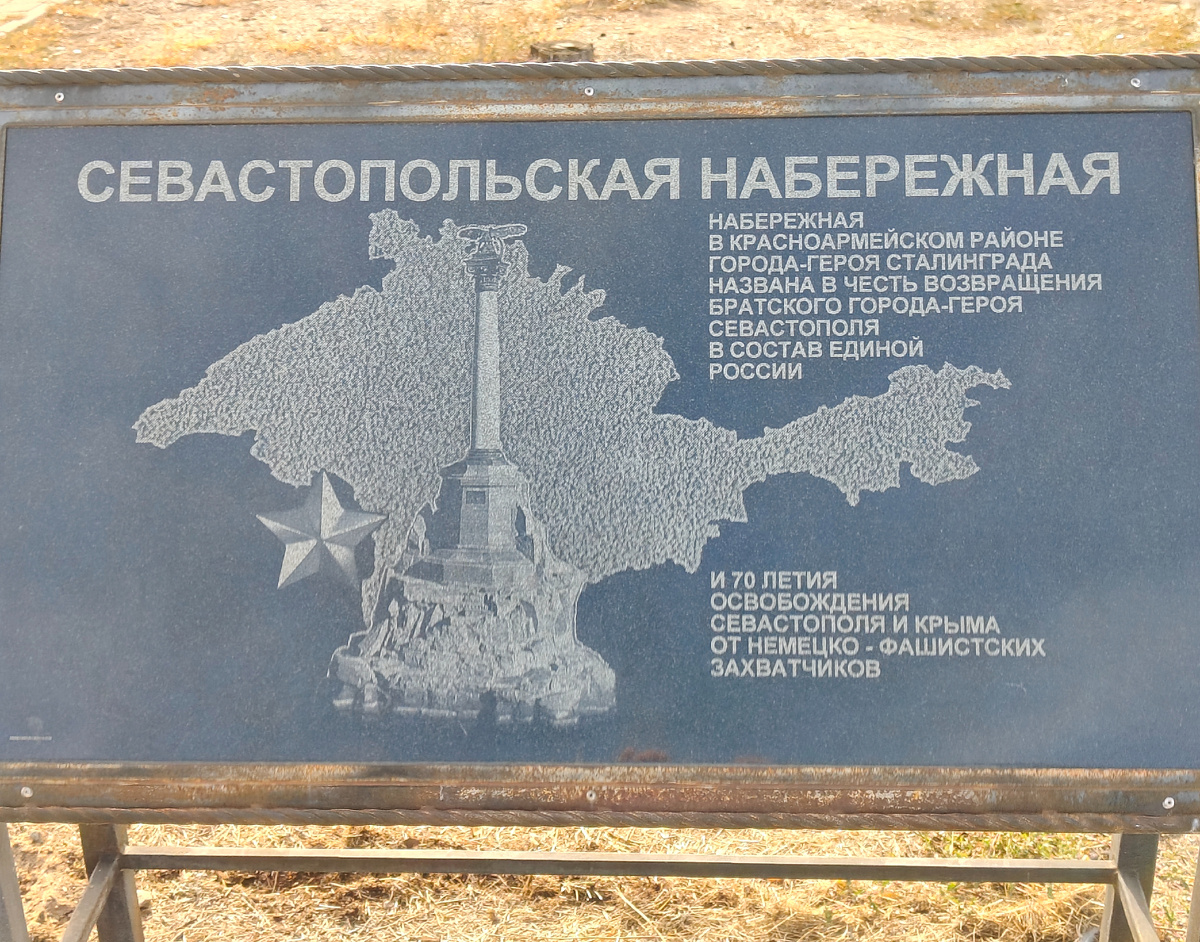 СЕВАСТОПОЛЬСКАЯ НАБЕРЕЖНАЯ
НАБЕРЕЖНАЯ
В КРАСНОАРМЕЙСКОМ РАЙОНЕ
ГОРОДА-ГЕРОЯ СТАЛИНГРАДА
НАЗВАНА В ЧЕСТЬ ВОЗВРАЩЕНИЯ
БРАТСКОГО ГОРОДА-ГЕРОЯ
СЕВАСТОПОЛЯ
В СОСТАВ ЕДИНОЙ
РОССИИ
И 70 ЛЕТИЯ
ОСВОБОЖДЕНИЯ
СЕВАСТОПОЛЯ И КРЫМА
ОТ НЕМЕЦКО - ФАШИСТСКИХ
ЗАХВАТЧИКОВ